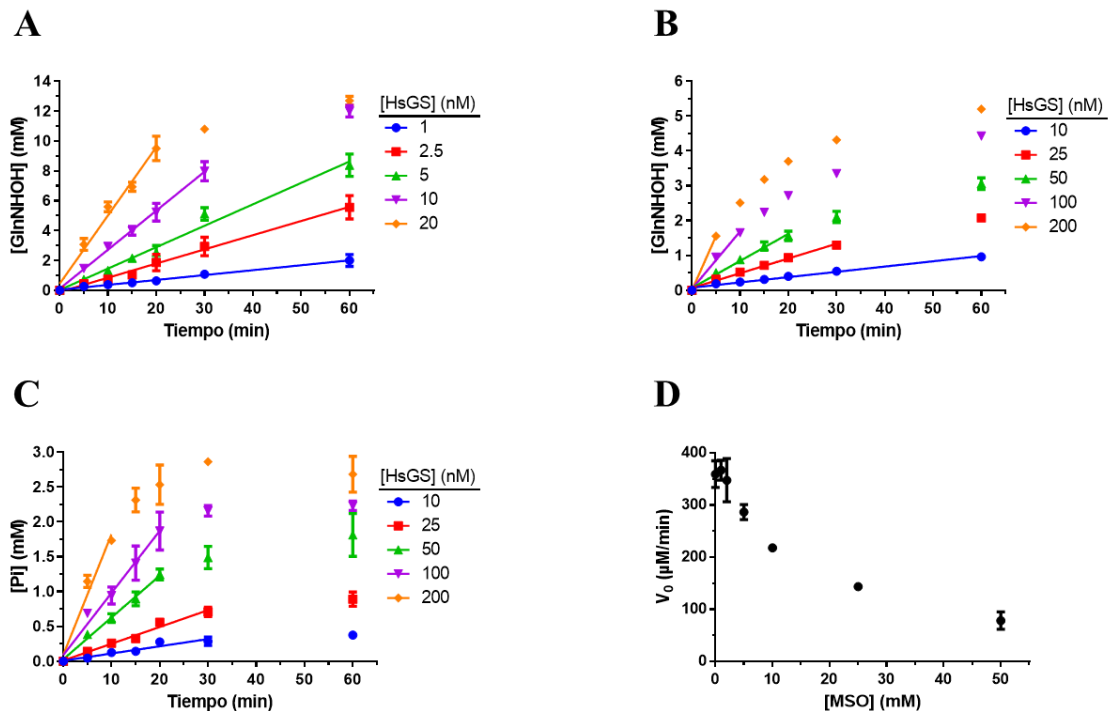 A
14
12
10
8
6
4
2
0
0 10 20 30 40 50 60
[GlnNHOH] (mM)
Tiempo (min)
[HsGS] (nM)
1
2.5
5
10
20
B
6
5
4
3
2
1
0
0 10 20 30 40 50 60
[GlnNHOH] (mM)
Tiempo (min)
[HsGS] (nM)
10
25
50
100
200
C
3.0
2.5
2.0
1.5
1.0
0.5
0.0
0 10 20 30 40 50 60
[Pi] (mM)
Tiempo (min)
[HsGS] (nM)
10
25
50
100
200
D
400
300
200
100
0
0 10 20 30 40 50
V0 (µM/min)
[MSO] (mM)